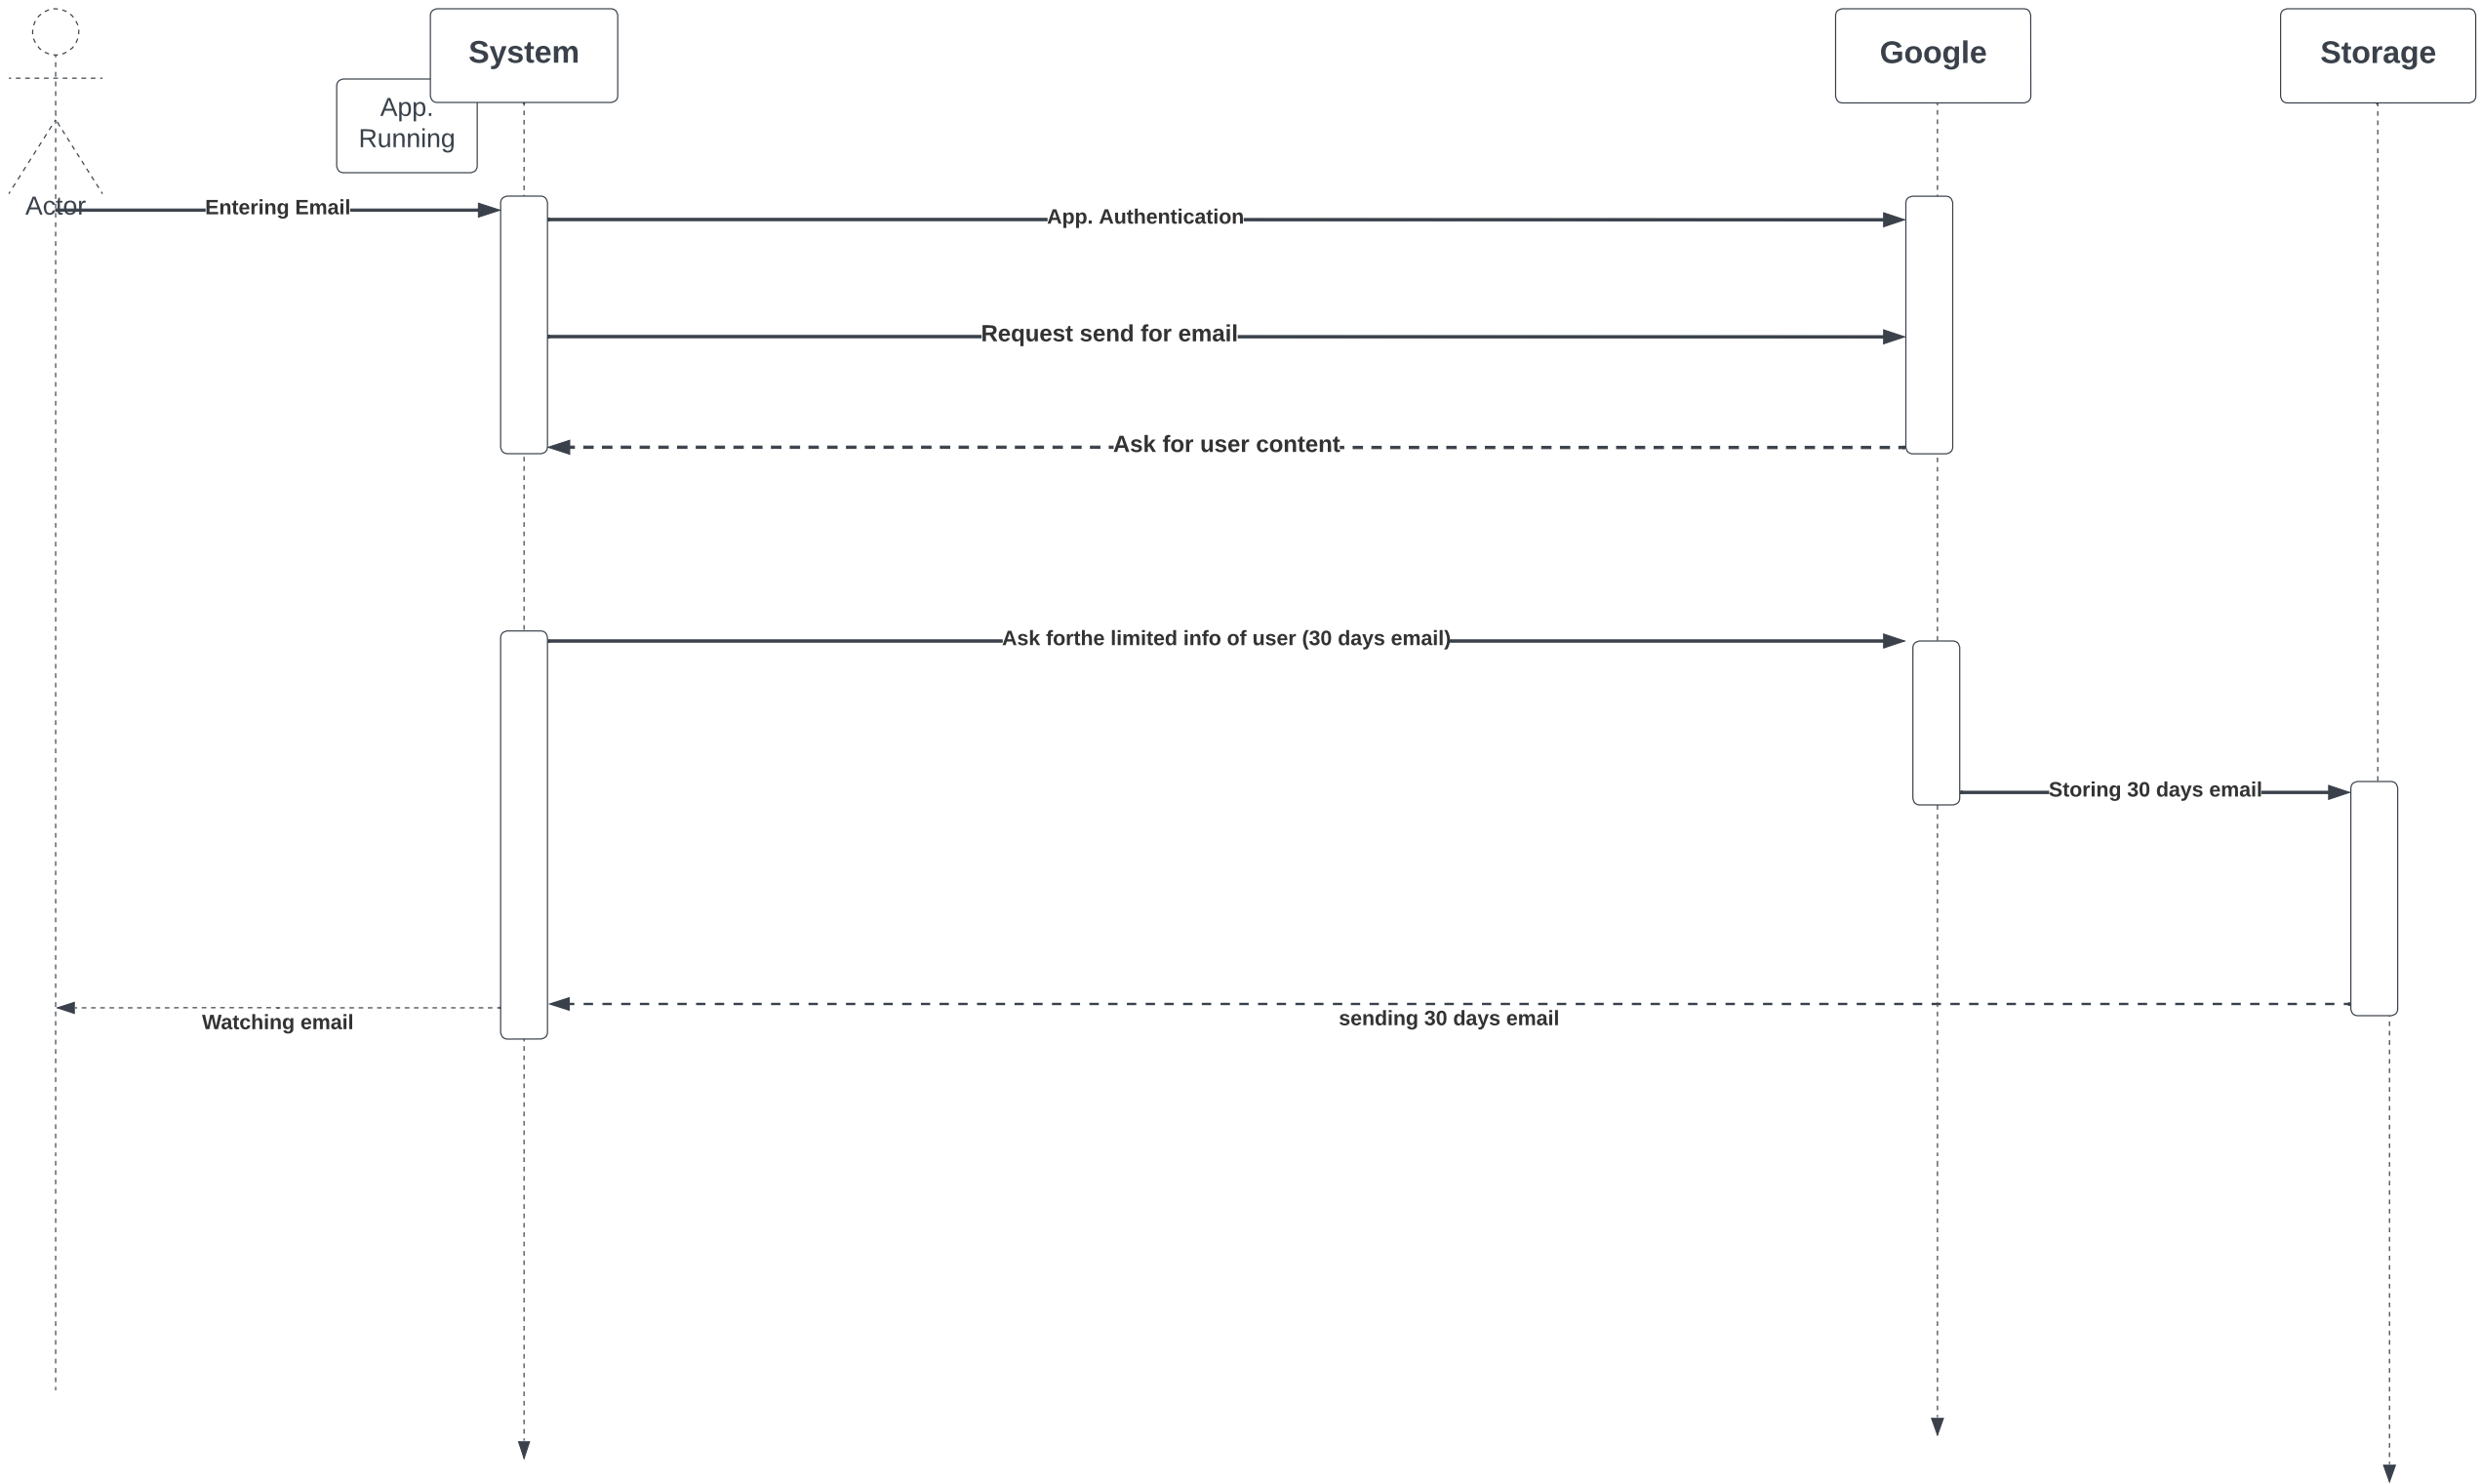 System
Google
Storage
App.
Running
Actor
Entering Email
App. Authentication
Request send for email
Ask for user content
Ask forthe limited info of user (30 days email)
Storing 30 days email
sending 30 days email
Watching email